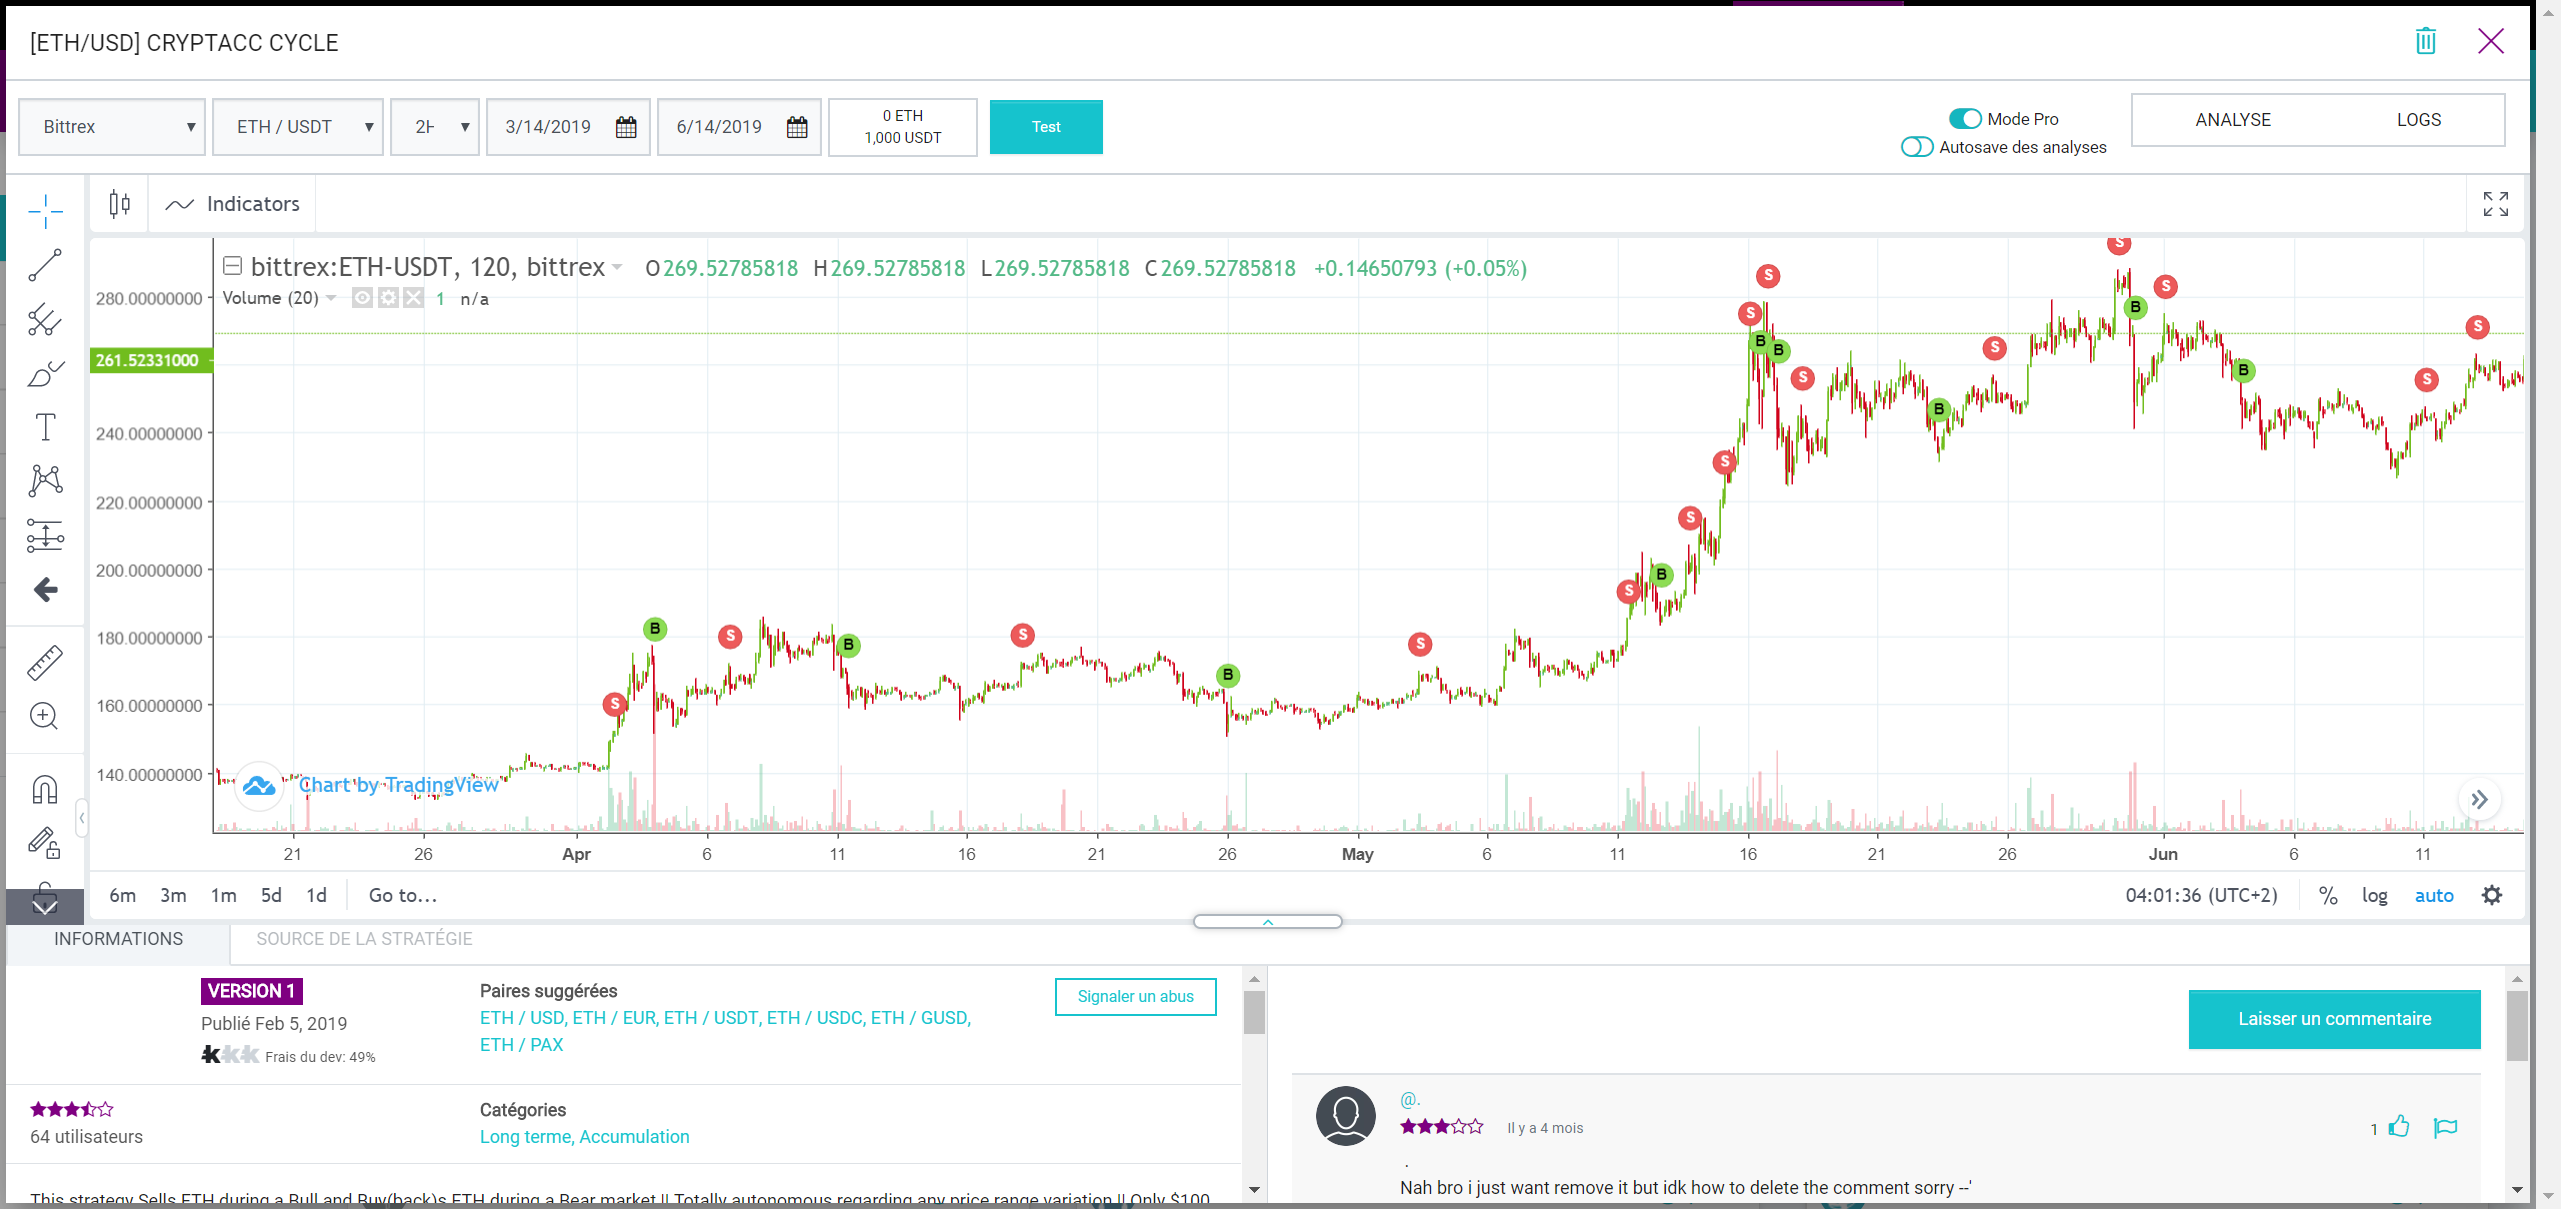 [ETH/USD] CRYPTACC CYCLE
Bittrex
ETH / USDT
3/14/2019
6/14/2019
0 ETH
1,000 USDT
Test
Mode Pro
Autosave des analyses
ANALYSE
LOGS
Indicators
bittrex:ETH-USDT, 120, bittrex O269.52785818 H269.52785818 L269.52785818 C269.52785818 +0.14650793 (+0.05%)
Volume (20) 1 n/a
280.00000000
261.52331000
240.00000000
220.00000000
200.00000000
180.00000000
160.00000000
140.00000000
S
B
S
B
S
B
S
S
B
S
S
S
B
S
B
S
B
S
S
B
S
B
S
S
Chart by TradingView
21 26 Apr 6 11 16 21 26 May 6 11 16 21 26 Jun 6 11
6m 3m 1m 5d 1d Go to...
04:01:36 (UTC+2) % log auto
INFORMATIONS
SOURCE DE LA STRATÉGIE
VERSION 1
Publié Feb 5, 2019
Frais du dev: 49%
Paires suggérées
ETH / USD, ETH / EUR, ETH / USDT, ETH / USDC, ETH / GUSD,
ETH / PAX
Signaler un abus
64 utilisateurs
Catégories
Long terme, Accumulation
This strategy Sells ETH during a Bull and Buy(back)s ETH during a Bear market !! Totally autonomous regarding any price range variation !! Only $100
Laisser un commentaire
@.
Il y a 4 mois
1
.
Nah bro i just want remove it but idk how to delete the comment sorry --'